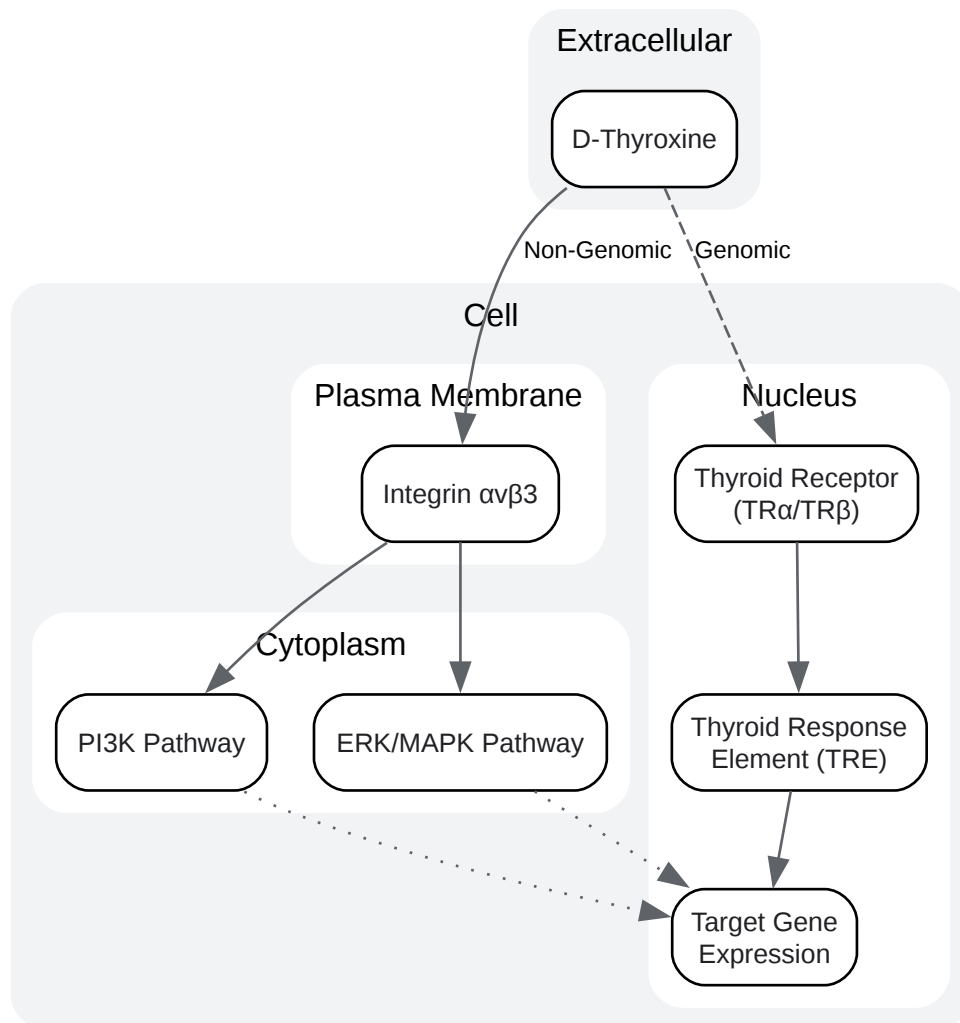 Extracellular
D-Thyroxine
Non-Genomic
Genomic
Cell
Plasma Membrane
Nucleus
Integrin αvβ3
Thyroid Receptor
(TRα/TRβ)
Cytoplasm
PI3K Pathway
ERK/MAPK Pathway
Thyroid Response
Element (TRE)
Target Gene
Expression